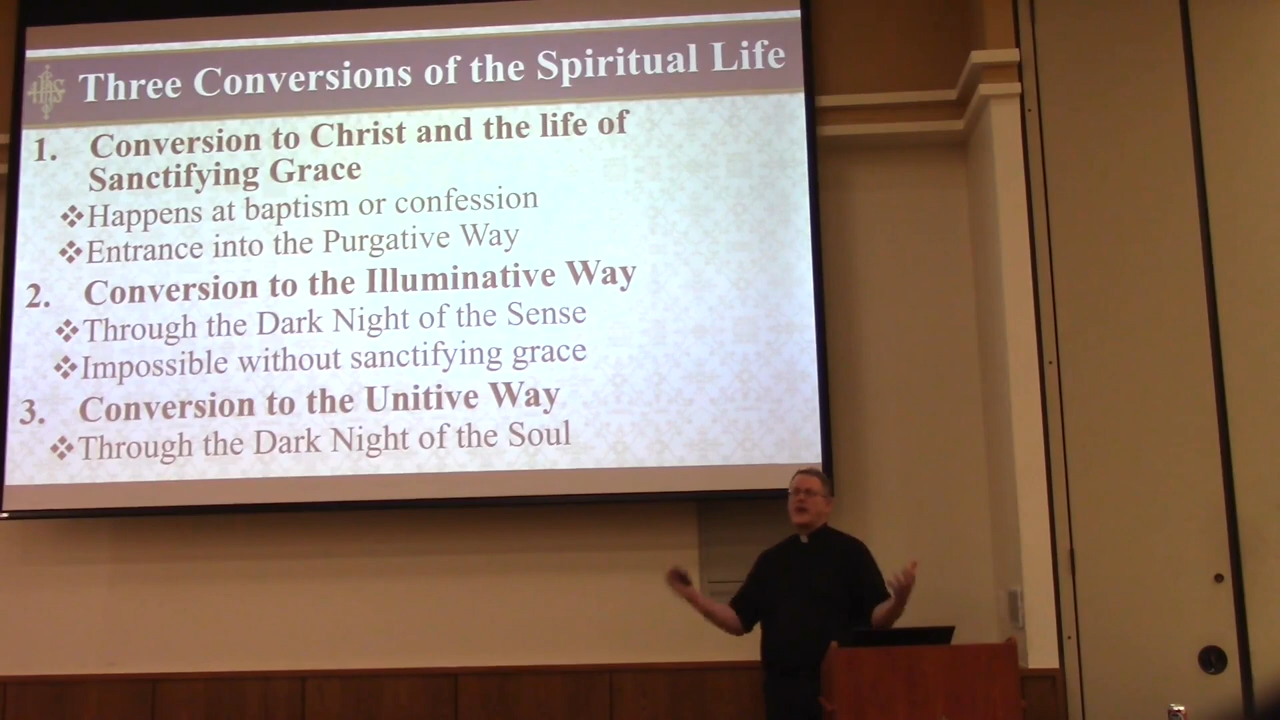 IHS
Three Conversions of the Spiritual Life
1. Conversion to Christ and the life of
Sanctifying Grace
❖Happens at baptism or confession
❖Entrance into the Purgative Way
2. Conversion to the Illuminative Way
❖Through the Dark Night of the Sense
❖Impossible without sanctifying grace
3. Conversion to the Unitive Way
❖Through the Dark Night of the Soul